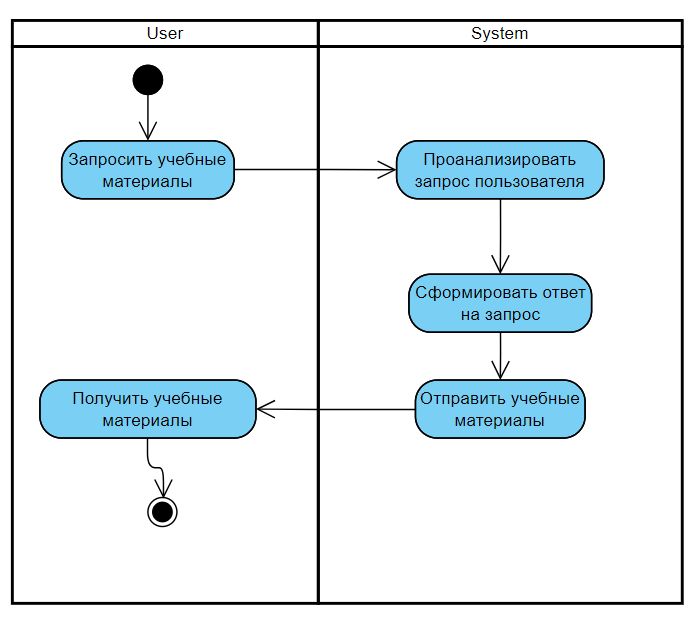 User
System
Запросить учебные
материалы
Проанализировать
запрос пользователя
Сформировать ответ
на запрос
Отправить учебные
материалы
Получить учебные
материалы